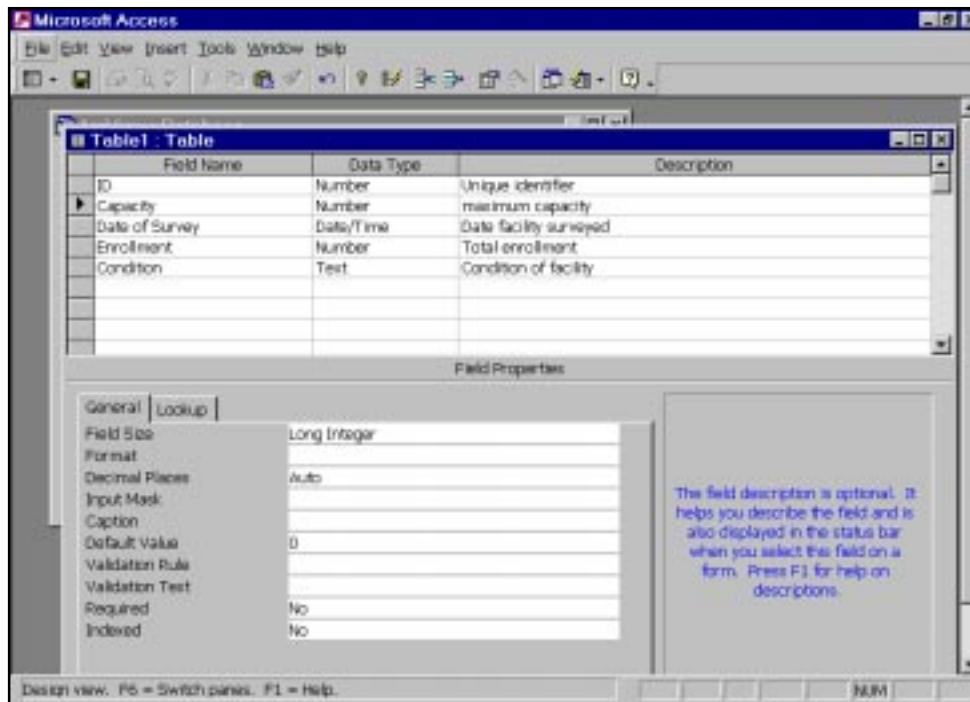 Microsoft Access
File Edit View Insert Tools Window Help
Table1 : Table
Field Name Data Type Description
ID Number Unique identifier
Capacity Number maximum capacity
Date of Survey Date/Time Date facility surveyed
Enrollment Number Total enrollment
Condition Text Condition of facility
Field Properties
General Lookup
Field Size Long Integer
Format
Decimal Places Auto
Input Mask
Caption
Default Value 0
Validation Rule
Validation Text
Required No
Indexed No
The field description is optional. It
helps you describe the field and is
also displayed in the status bar
when you select this field on a
form. Press F1 for help on
descriptions.
Design view. F6 = Switch panes. F1 = Help.
NUM